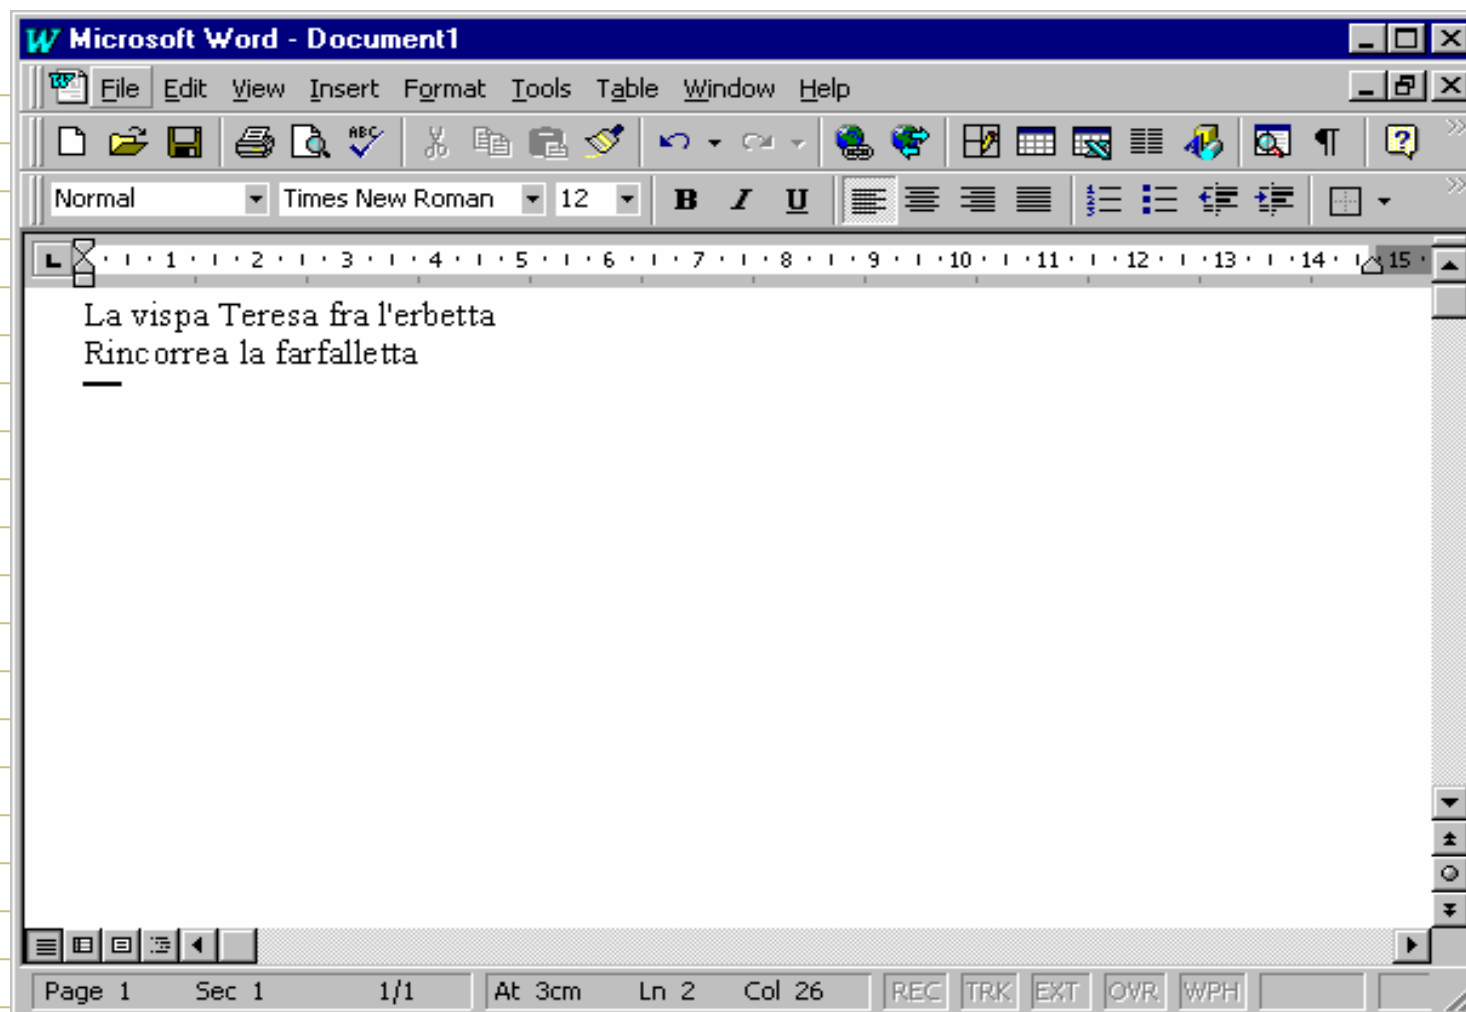 Microsoft Word - Document1
File Edit View Insert Format Tools Table Window Help
ABC
Normal Times New Roman 12 B I U
1 2 3 4 5 6 7 8 9 10 11 12 13 14 15
La vispa Teresa fra l'erbetta
Rincorrea la farfalletta
Page 1 Sec 1 1/1 At 3cm Ln 2 Col 26 REC TRK EXT OVR WPH